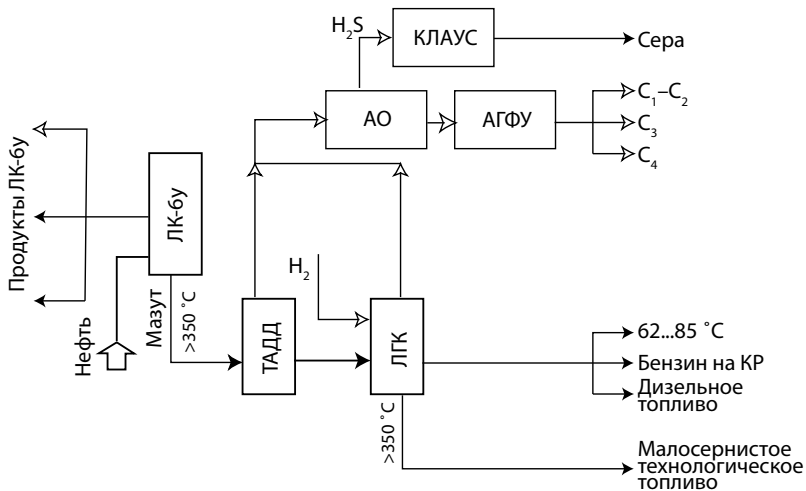 H₂S
КЛАУС
Сера
АО
АГФУ
C₁–C₂
C₃
C₄
Продукты ЛК-6у
ЛК-6у
Нефть
Мазут
>350 ˚C
H₂
ТАДД
ЛГК
62...85 ˚C
Бензин на КР
Дизельное
топливо
>350 ˚C
Малосернистое
технологическое
топливо